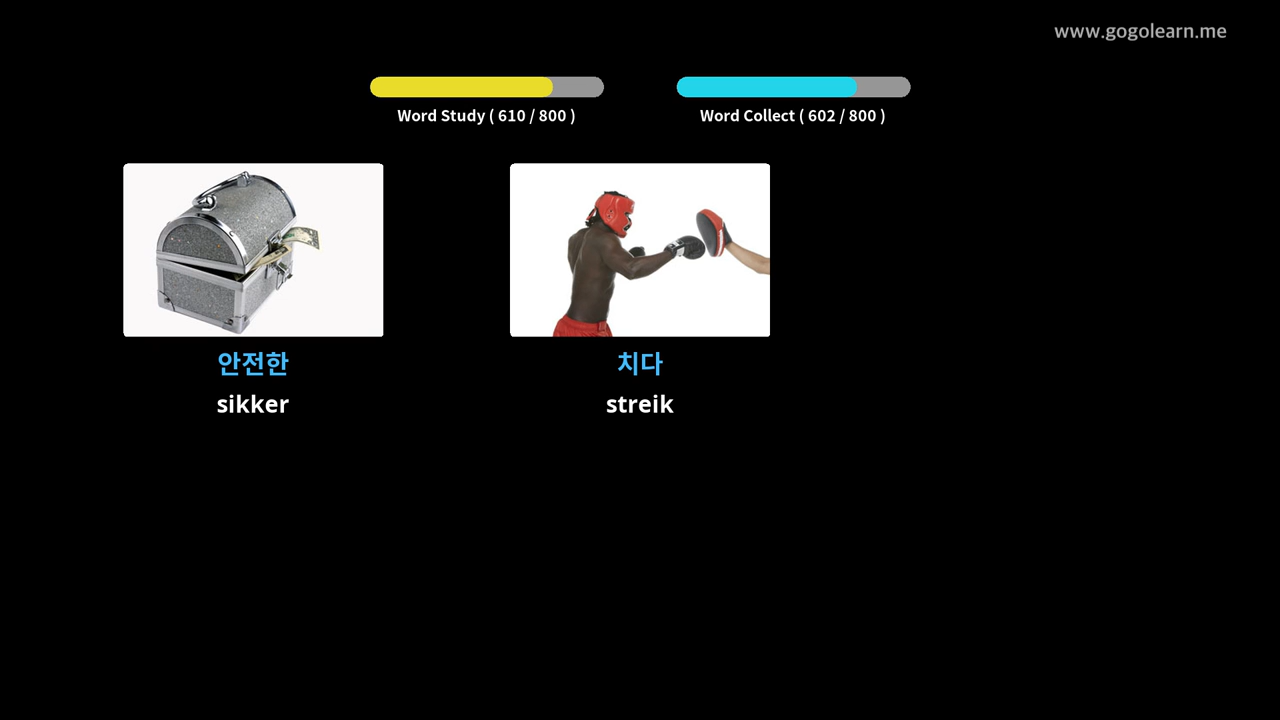 www.gogolearn.me
Word Study ( 610 / 800 )
Word Collect ( 602 / 800 )
안전한
치다
sikker
streik